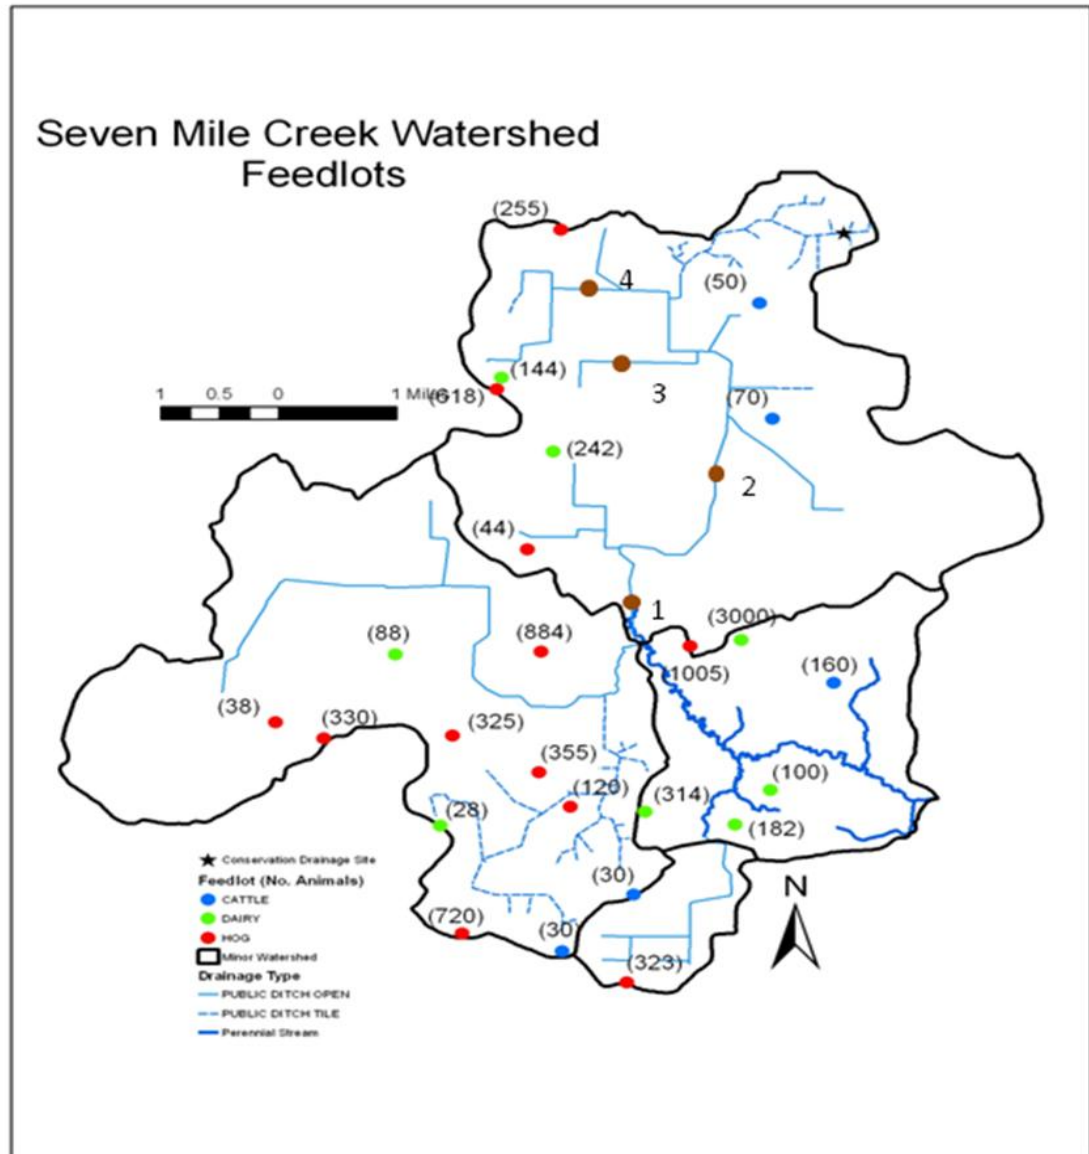 Seven Mile Creek Watershed
Feedlots
(255)
4
(50)
(144)
0.5 0 1 Miles
(618)
3
(70)
(242)
2
(44)
1
(3000)
(88)
(884)
(1005)
(160)
(38)
(330)
(325)
(355)
(100)
(120)
(314)
(28)
(182)
(30)
(720)
(30)
(323)
N
Conservation Drainage Site
Feedlot (No. Animals)
CATTLE
DAIRY
HOG
Minor Watershed
Drainage Type
PUBLIC DITCH OPEN
PUBLIC DITCH TILE
Perennial Stream